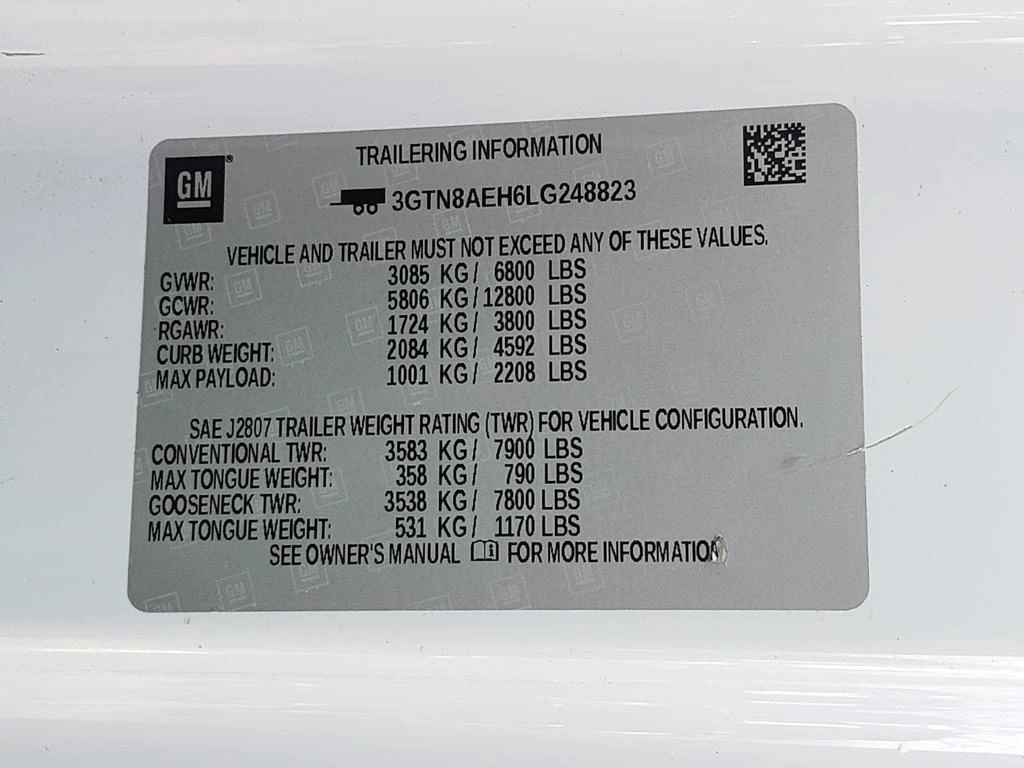 GM
TRAILERING INFORMATION
3GTN8AEH6LG248823
VEHICLE AND TRAILER MUST NOT EXCEED ANY OF THESE VALUES.
GVWR: 3085 KG/ 6800 LBS
GCWR: 5806 KG/12800 LBS
RGAWR: 1724 KG/ 3800 LBS
CURB WEIGHT: 2084 KG/ 4592 LBS
MAX PAYLOAD: 1001 KG/ 2208 LBS
SAE J2807 TRAILER WEIGHT RATING (TWR) FOR VEHICLE CONFIGURATION.
CONVENTIONAL TWR: 3583 KG/ 7900 LBS
MAX TONGUE WEIGHT: 358 KG/ 790 LBS
GOOSENECK TWR: 3538 KG/ 7800 LBS
MAX TONGUE WEIGHT: 531 KG/ 1170 LBS
SEE OWNER'S MANUAL FOR MORE INFORMATION